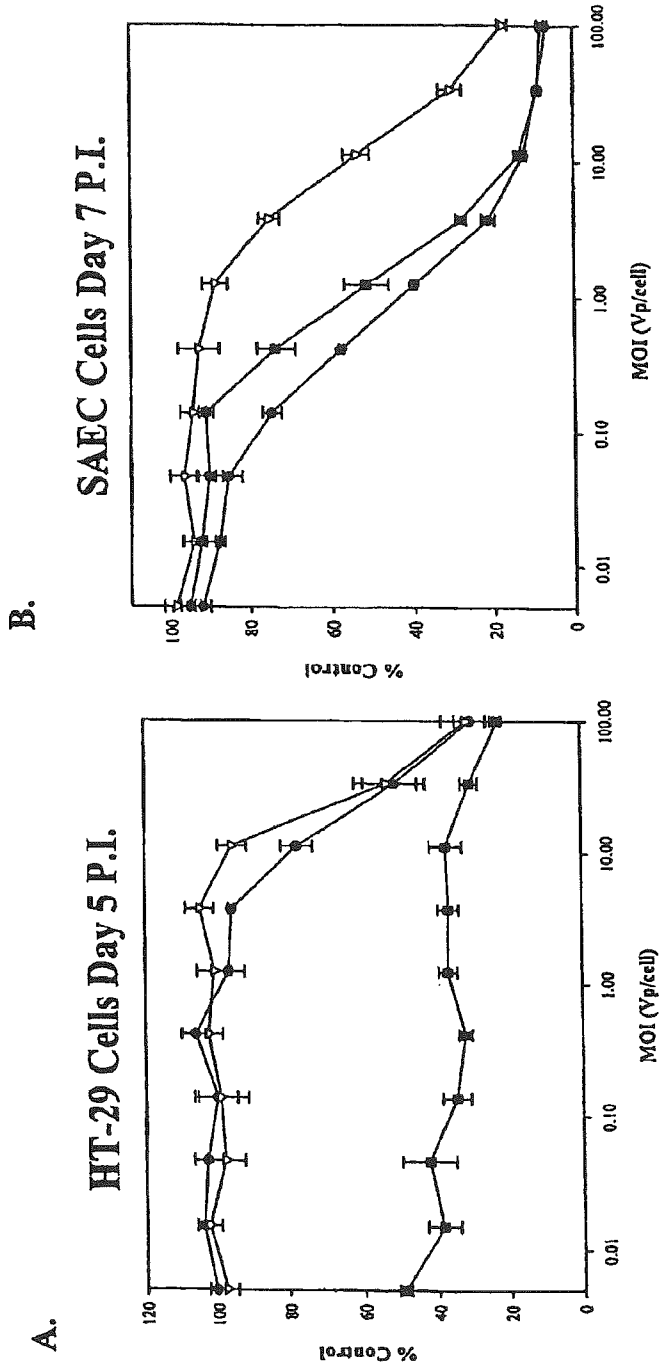 A.
HT-29 Cells Day 5 P.I.
120
100
80
60
40
20
0
% Control
0.01
0.10
1.00
10.00
100.00
MOI (Vp/cell)
B.
SAEC Cells Day 7 P.I.
100
80
60
40
20
0
% Control
0.01
0.10
1.00
10.00
100.00
MOI (Vp/cell)